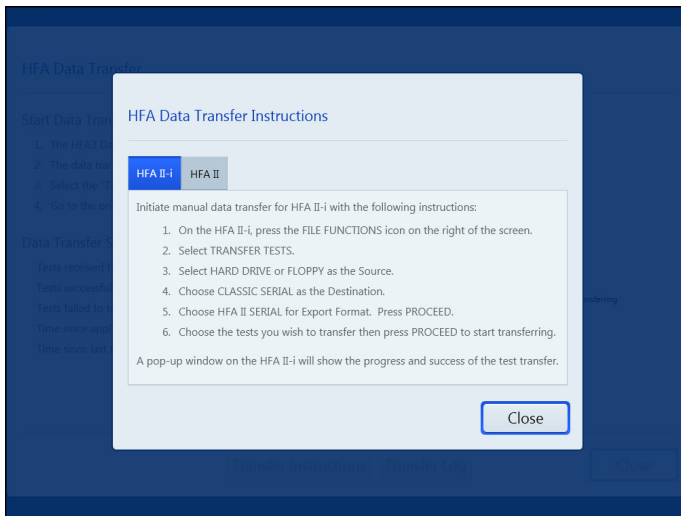 HFA Data Transfer
HFA Data Transfer Instructions
Start Data Tran
1. The HFA3 Da
2. The data tran
3. Select the "T
4. Go to the ori
HFA II-i HFA II
Initiate manual data transfer for HFA II-i with the following instructions:
1. On the HFA II-i, press the FILE FUNCTIONS icon on the right of the screen.
2. Select TRANSFER TESTS.
3. Select HARD DRIVE or FLOPPY as the Source.
4. Choose CLASSIC SERIAL as the Destination.
5. Choose HFA II SERIAL for Export Format. Press PROCEED.
6. Choose the tests you wish to transfer then press PROCEED to start transferring.
A pop-up window on the HFA II-i will show the progress and success of the test transfer.
Data Transfer S
Tests received
Tests successful
Tests failed to
Time since appl
Time since last
nsferring
Close
Transfer Instructions Transfer Log Close